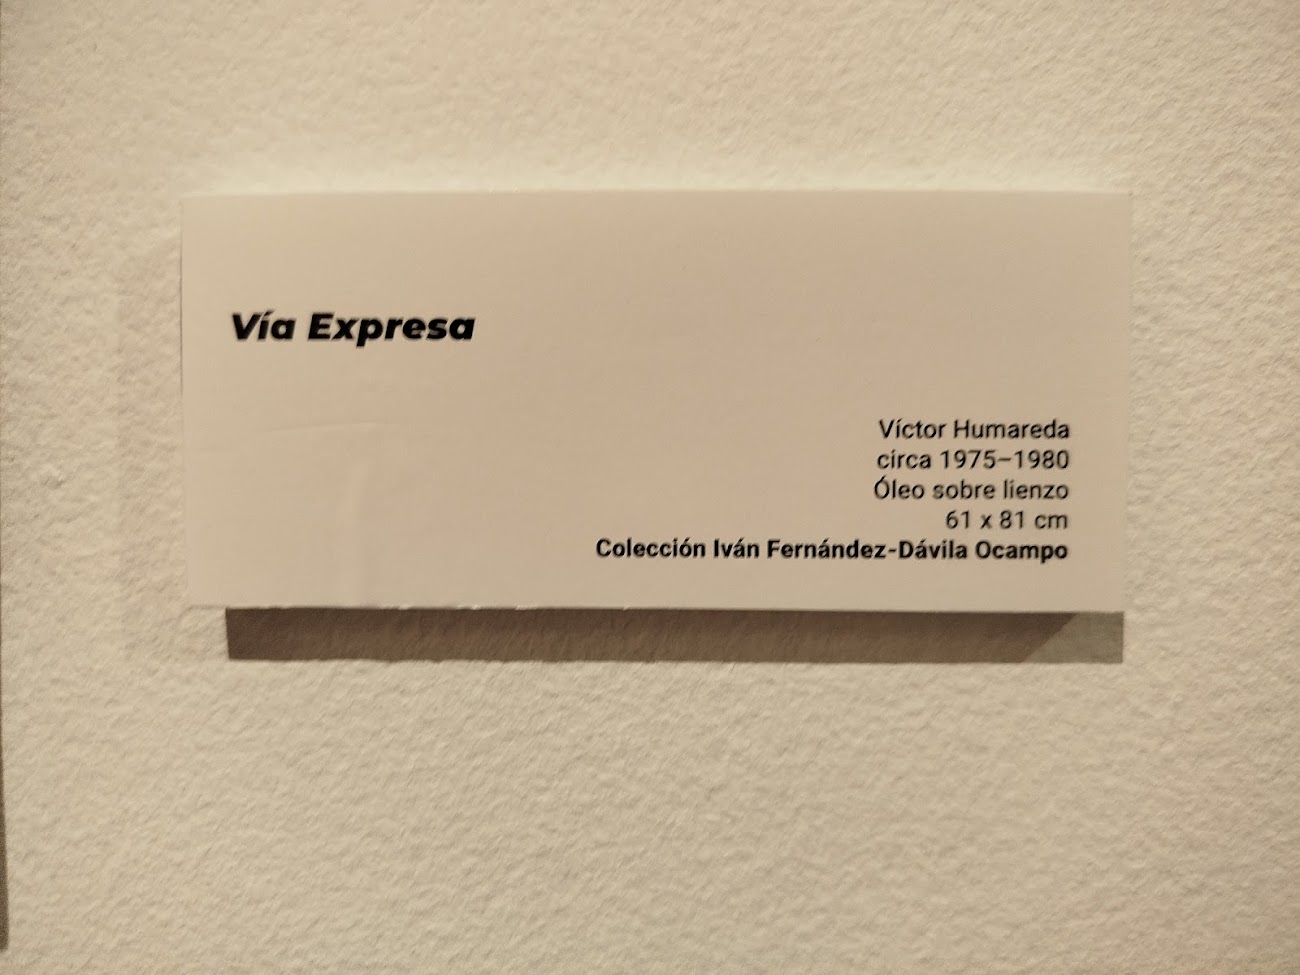 Vía Expresa
Víctor Humareda
circa 1975–1980
Óleo sobre lienzo
61 x 81 cm
Colección Iván Fernández-Dávila Ocampo